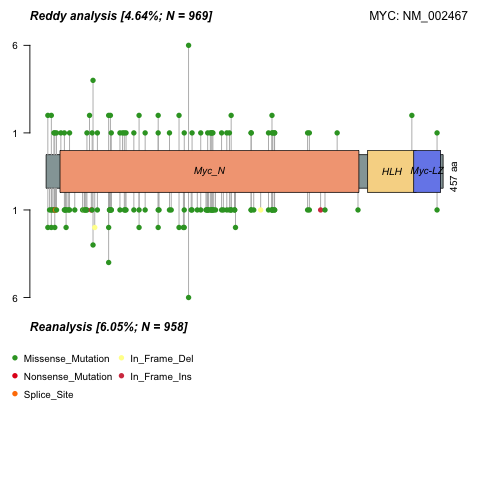 Reddy analysis [4.64%; N = 969]
MYC: NM_002467
6
1
Myc_N
HLH
Myc-LZ
457 aa
1
6
Reanalysis [6.05%; N = 958]
Missense_Mutation
In_Frame_Del
Nonsense_Mutation
In_Frame_Ins
Splice_Site